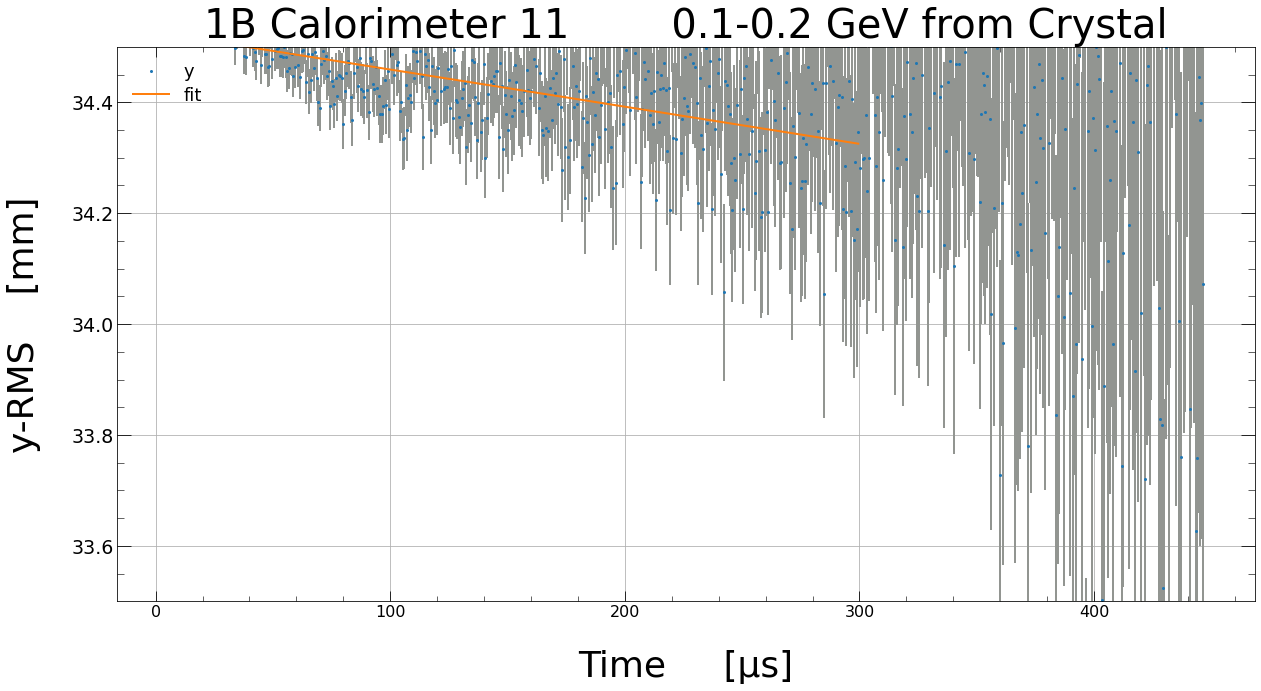 1B Calorimeter 11 0.1-0.2 GeV from Crystal
y
fit
34.4
34.2
34.0
33.8
33.6
y-RMS [mm]
0 100 200 300 400
Time [μs]